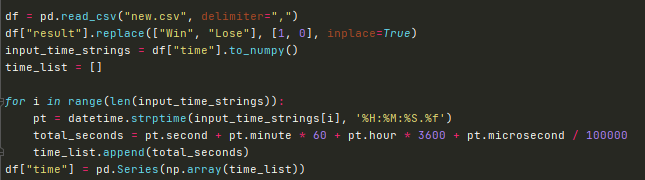 df = pd.read_csv("new.csv", delimiter=",")
df["result"].replace(["Win", "Lose"], [1, 0], inplace=True)
input_time_strings = df["time"].to_numpy()
time_list = []
for i in range(len(input_time_strings)):
pt = datetime.strptime(input_time_strings[i], '%H:%M:%S.%f')
total_seconds = pt.second + pt.minute * 60 + pt.hour * 3600 + pt.microsecond / 100000
time_list.append(total_seconds)
df["time"] = pd.Series(np.array(time_list))